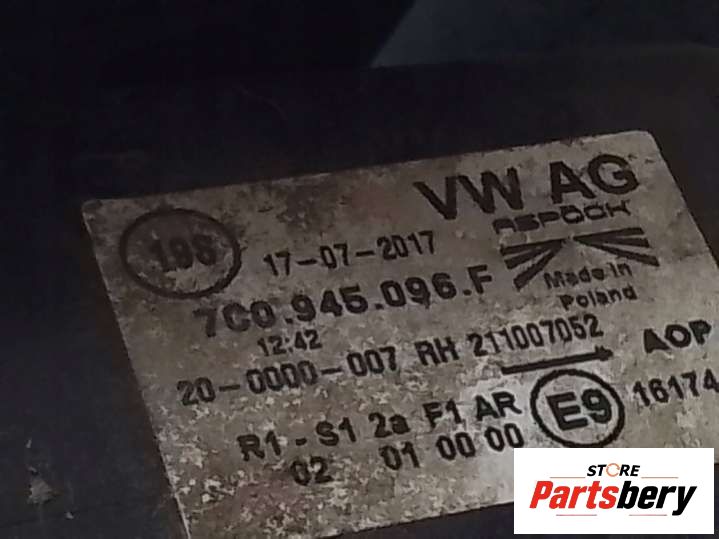 VW AG
ASPÖCK
198 17-07-2017
7C0.945.096.F
Made in
Poland
12:42
20-0000-007 RH 211007052
AOP
R1-S1 2a F1 AR E9 16174
02 01 00 00
STORE
Partsbery